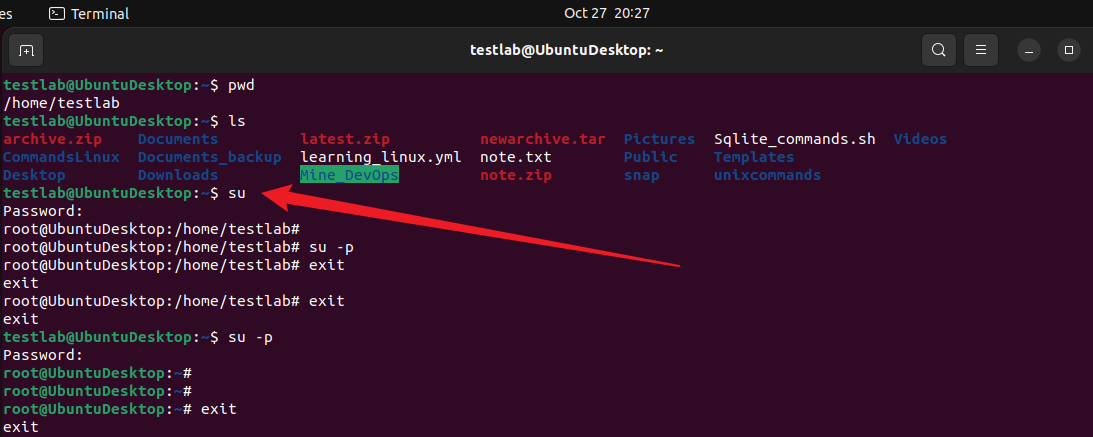 es Terminal Oct 27 20:27
testlab@UbuntuDesktop: ~
testlab@UbuntuDesktop:~$ pwd
/home/testlab
testlab@UbuntuDesktop:~$ ls
archive.zip Documents latest.zip newarchive.tar Pictures Sqlite_commands.sh Videos
CommandsLinux Documents_backup learning_linux.yml note.txt Public Templates
Desktop Downloads Mine_DevOps note.zip snap unixcommands
testlab@UbuntuDesktop:~$ su
Password:
root@UbuntuDesktop:/home/testlab#
root@UbuntuDesktop:/home/testlab# su -p
root@UbuntuDesktop:/home/testlab# exit
exit
root@UbuntuDesktop:/home/testlab# exit
exit
testlab@UbuntuDesktop:~$ su -p
Password:
root@UbuntuDesktop:~#
root@UbuntuDesktop:~#
root@UbuntuDesktop:~# exit
exit